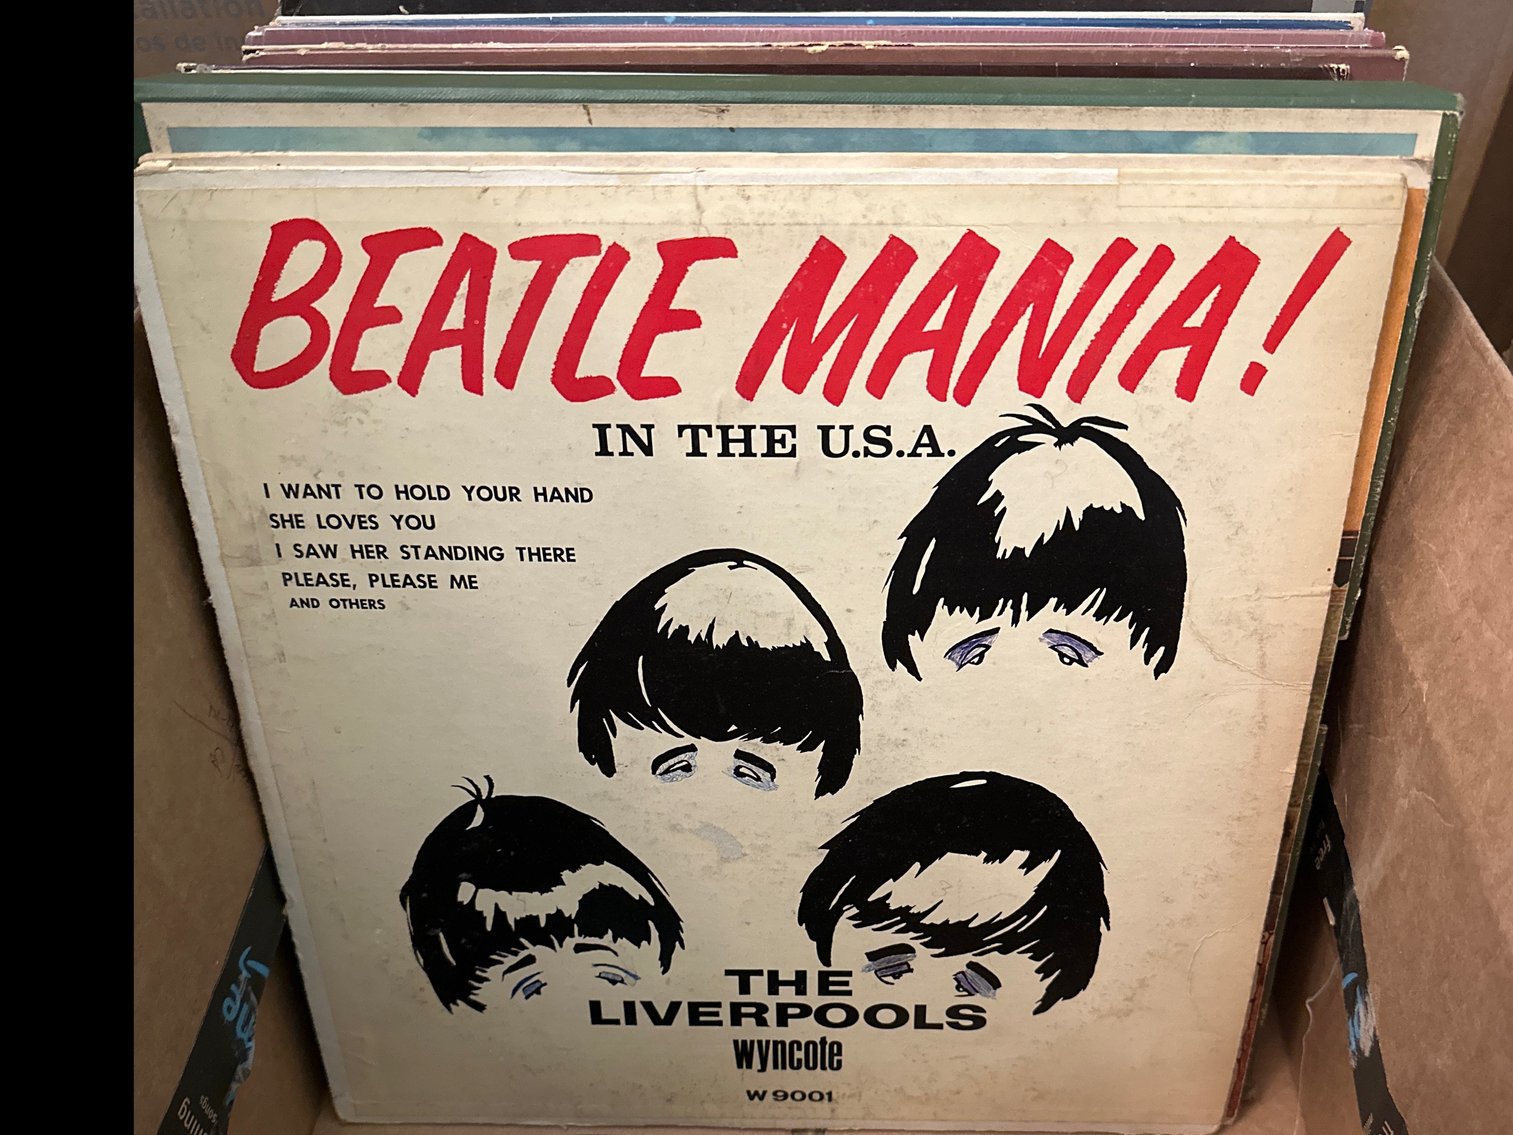 BEATLE MANIA!
IN THE U.S.A.
I WANT TO HOLD YOUR HAND
SHE LOVES YOU
I SAW HER STANDING THERE
PLEASE, PLEASE ME
AND OTHERS
THE
LIVERPOOLS
wyncote
W 9001